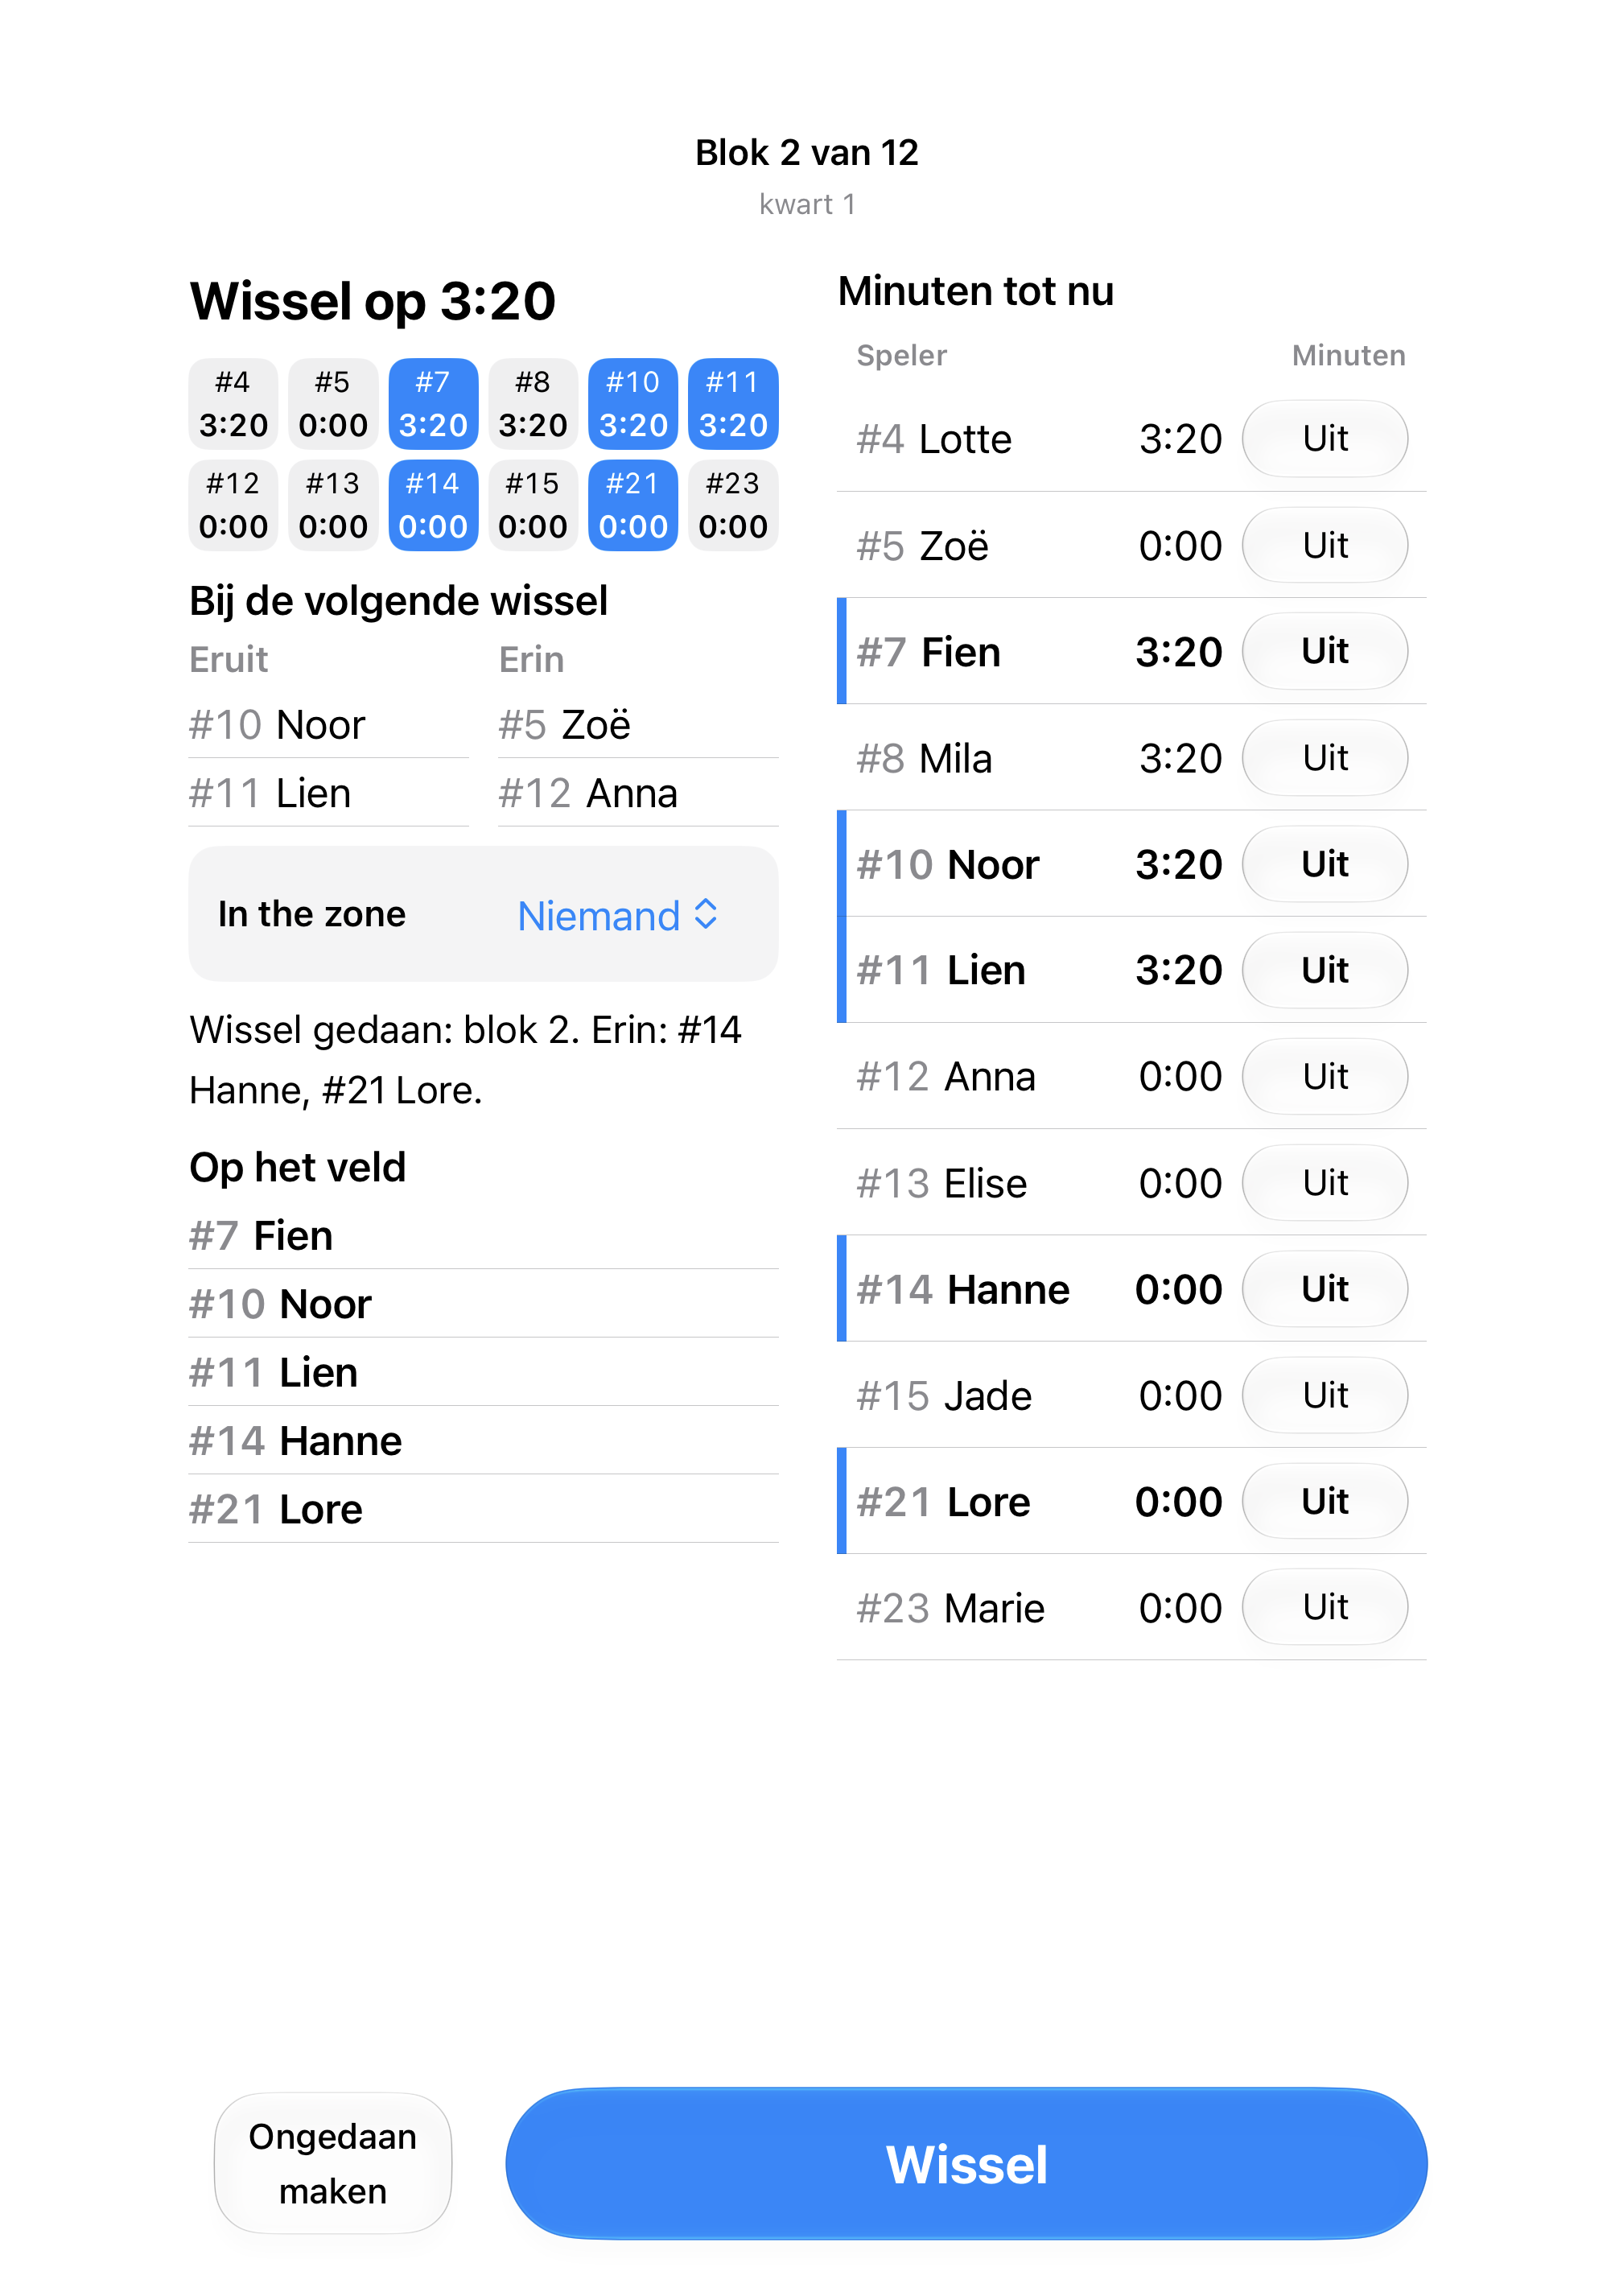 Blok 2 van 12
kwart 1
Wissel op 3:20
#4 #5 #7 #8 #10 #11
3:20 0:00 3:20 3:20 3:20 3:20
#12 #13 #14 #15 #21 #23
0:00 0:00 0:00 0:00 0:00 0:00
Bij de volgende wissel
Eruit Erin
#10 Noor #5 Zoë
#11 Lien #12 Anna
In the zone Niemand
Wissel gedaan: blok 2. Erin: #14
Hanne, #21 Lore.
Op het veld
#7 Fien
#10 Noor
#11 Lien
#14 Hanne
#21 Lore
Minuten tot nu
Speler Minuten
#4 Lotte 3:20 Uit
#5 Zoë 0:00 Uit
#7 Fien 3:20 Uit
#8 Mila 3:20 Uit
#10 Noor 3:20 Uit
#11 Lien 3:20 Uit
#12 Anna 0:00 Uit
#13 Elise 0:00 Uit
#14 Hanne 0:00 Uit
#15 Jade 0:00 Uit
#21 Lore 0:00 Uit
#23 Marie 0:00 Uit
Ongedaan
maken
Wissel